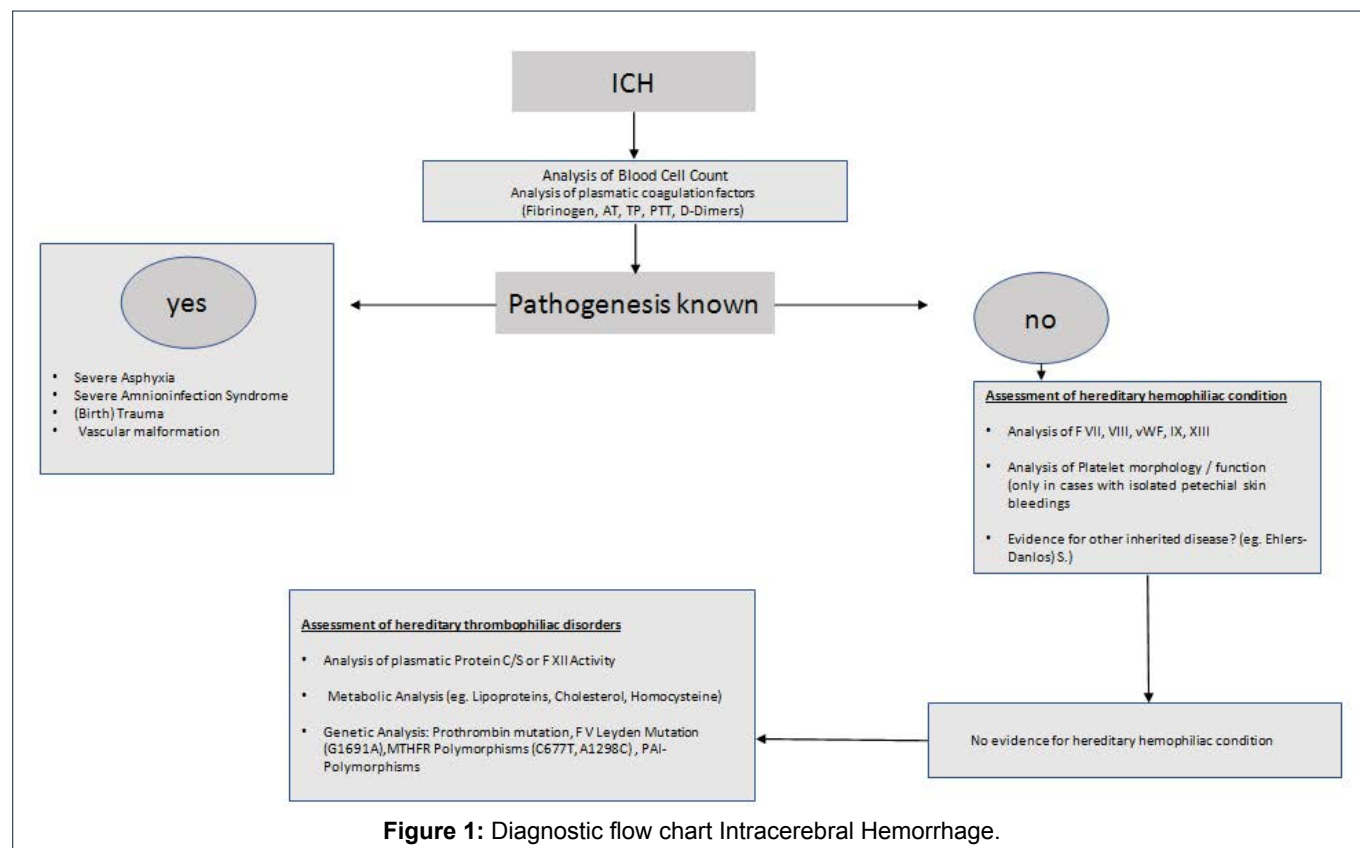 ICH
Analysis of Blood Cell Count
Analysis of plasmatic coagulation factors
(Fibrinogen, AT, TP, PTT, D-Dimers)
Pathogenesis known
yes
• Severe Asphyxia
• Severe Amnioninfection Syndrome
• (Birth) Trauma
• Vascular malformation
no
Assessment of hereditary hemophiliac condition
• Analysis of F VII, VIII, vWF, IX, XIII
• Analysis of Platelet morphology / function
(only in cases with isolated petechial skin
bleedings
• Evidence for other inherited disease? (eg. Ehlers-
Danlos) S.)
No evidence for hereditary hemophiliac condition
Assessment of hereditary thrombophiliac disorders
• Analysis of plasmatic Protein C/S or F XII Activity
• Metabolic Analysis (eg. Lipoproteins, Cholesterol, Homocysteine)
• Genetic Analysis: Prothrombin mutation, F V Leyden Mutation
(G1691A),MTHFR Polymorphisms (C677T, A1298C) , PAI-
Polymorphisms
Figure 1: Diagnostic flow chart Intracerebral Hemorrhage.